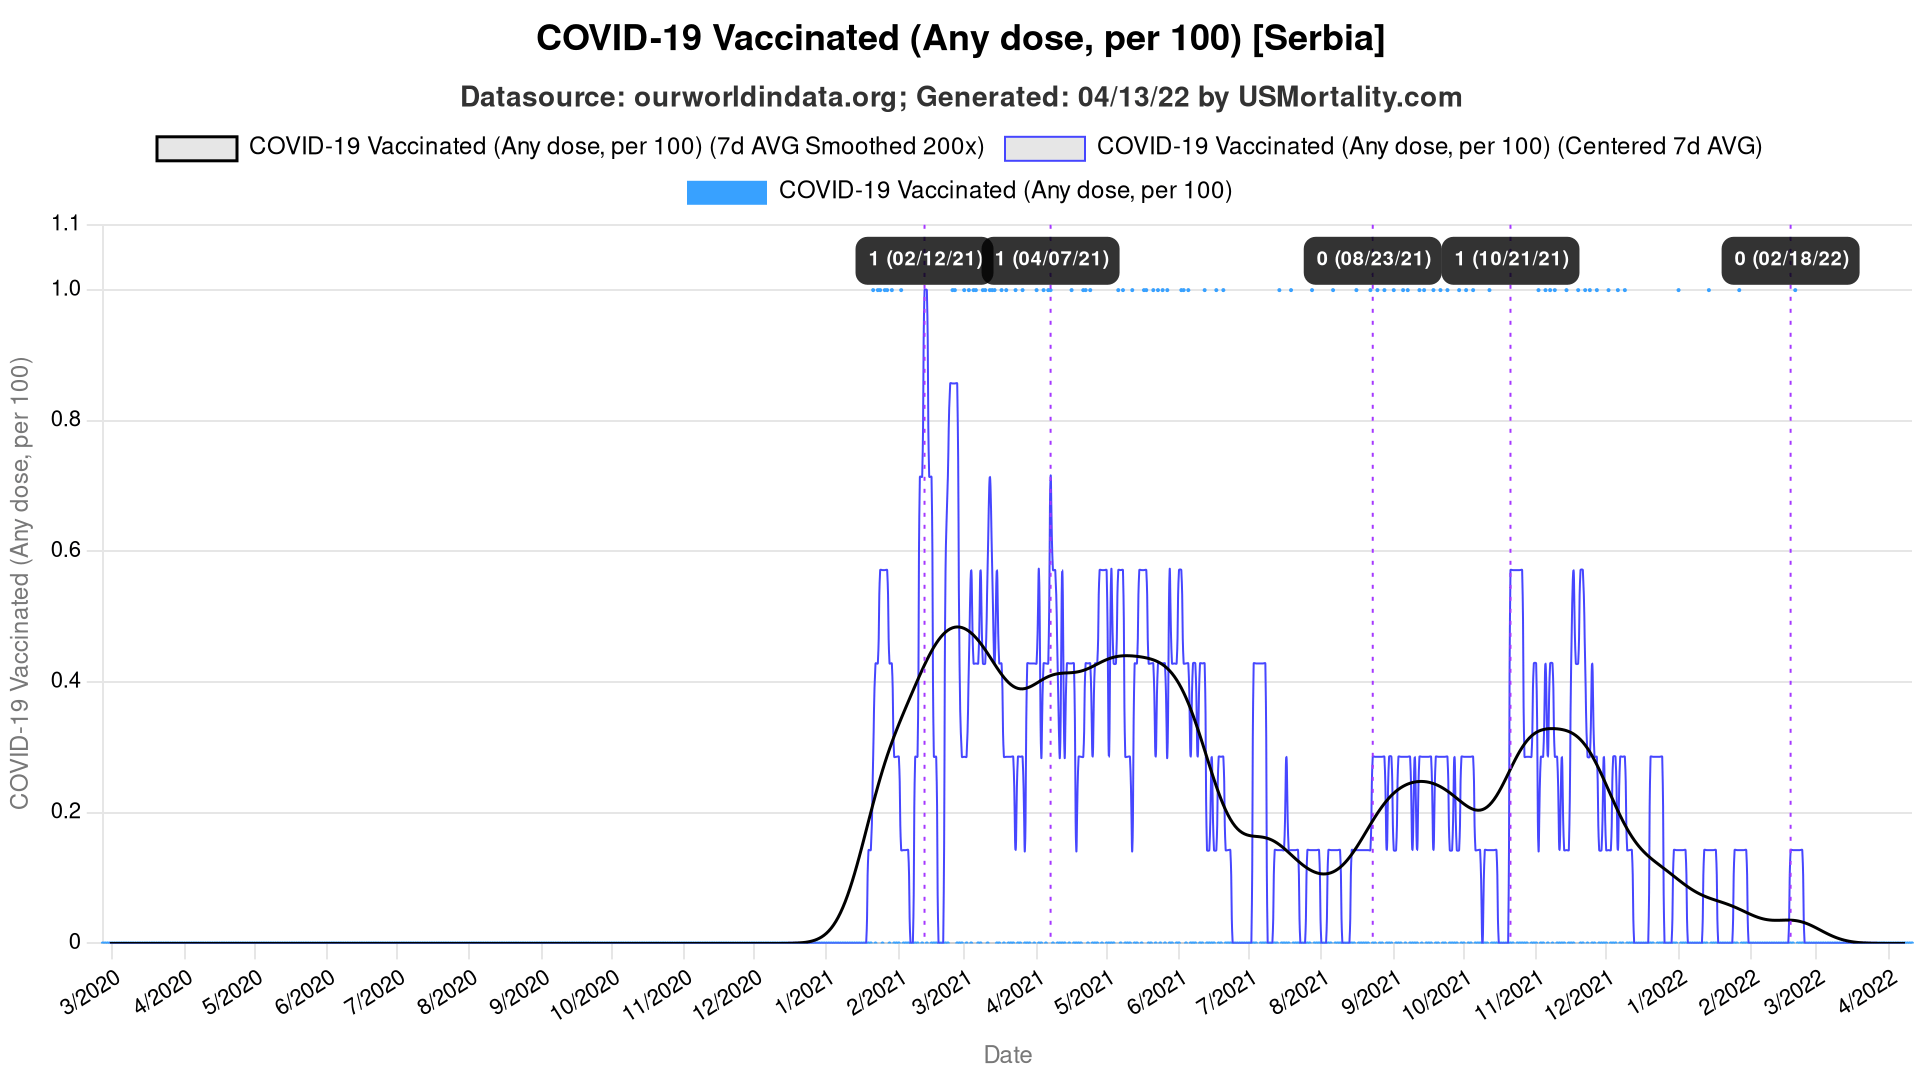 COVID-19 Vaccinated (Any dose, per 100) [Serbia]
Datasource: ourworldindata.org; Generated: 04/13/22 by USMortality.com
COVID-19 Vaccinated (Any dose, per 100) (7d AVG Smoothed 200x) COVID-19 Vaccinated (Any dose, per 100) (Centered 7d AVG)
COVID-19 Vaccinated (Any dose, per 100)
1.1
1 (02/12/21) 1 (04/07/21) 0 (08/23/21) 1 (10/21/21) 0 (02/18/22)
1.0
0.8
0.6
0.4
0.2
0
COVID-19 Vaccinated (Any dose, per 100)
3/2020 4/2020 5/2020 6/2020 7/2020 8/2020 9/2020 10/2020 11/2020 12/2020 1/2021 2/2021 3/2021 4/2021 5/2021 6/2021 7/2021 8/2021 9/2021 10/2021 11/2021 12/2021 1/2022 2/2022 3/2022 4/2022
Date